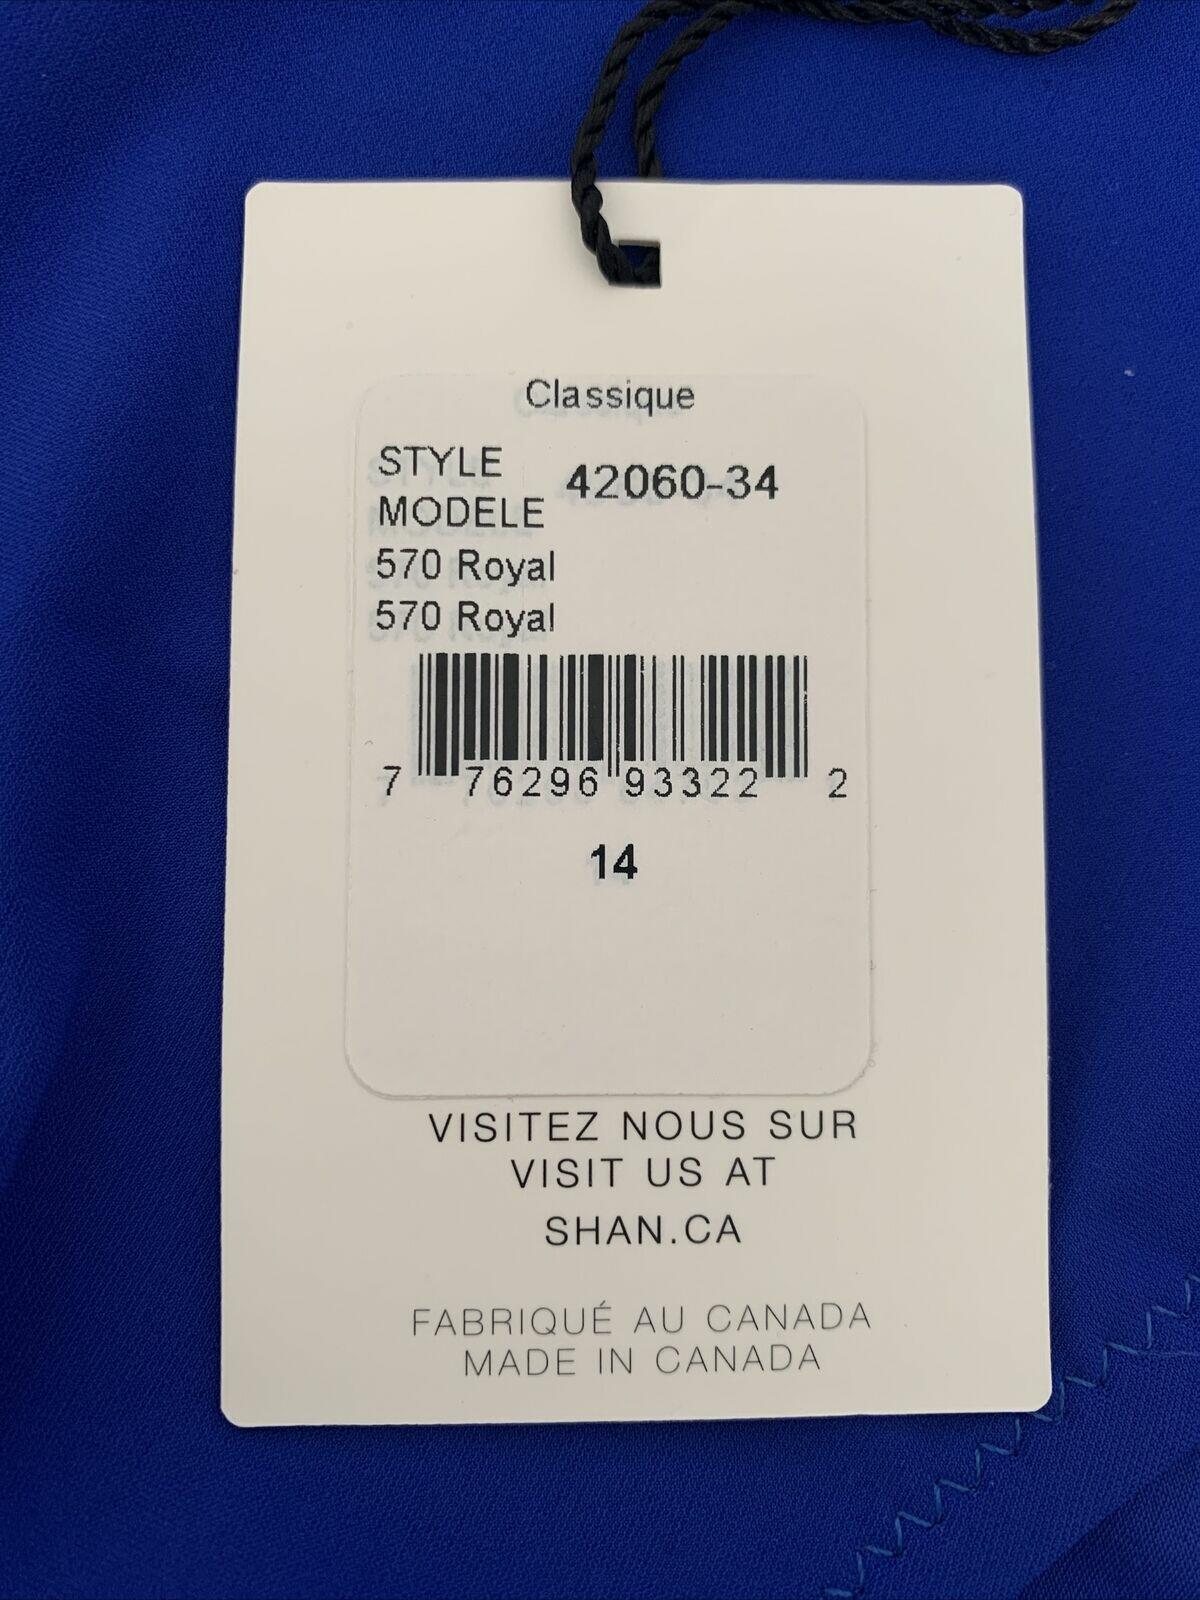 Classique
STYLE
MODELE 42060-34
570 Royal
570 Royal
7 76296 93322 2
14
VISITEZ NOUS SUR
VISIT US AT
SHAN.CA
FABRIQUÉ AU CANADA
MADE IN CANADA